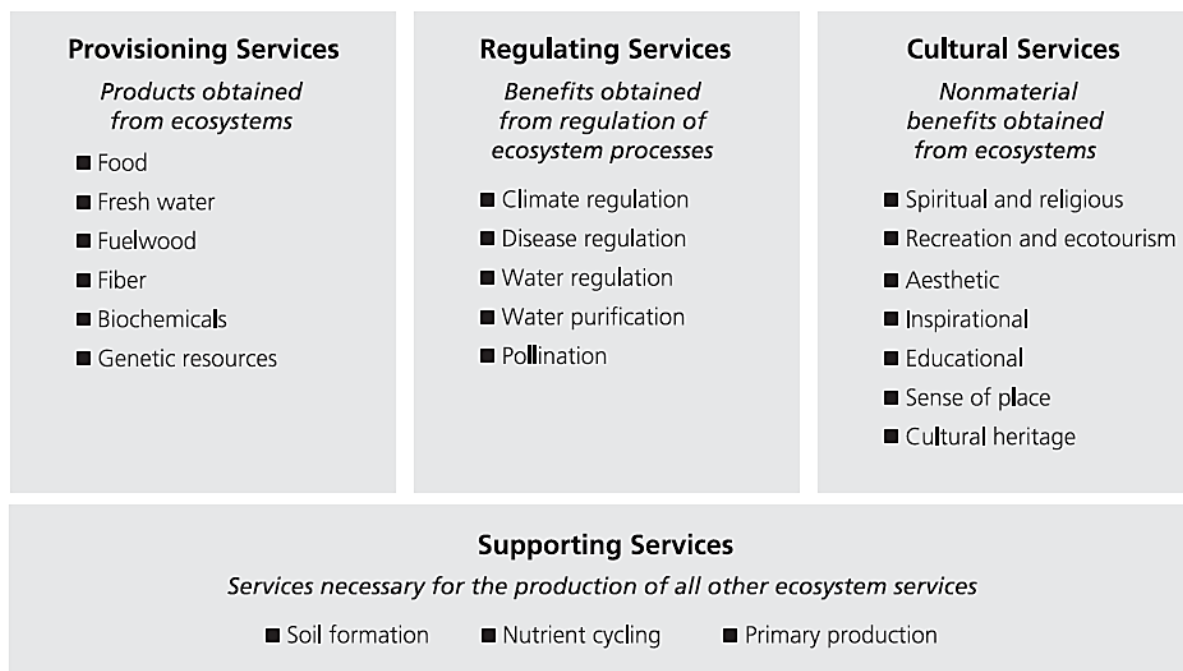 Provisioning Services
Products obtained
from ecosystems
■ Food
■ Fresh water
■ Fuelwood
■ Fiber
■ Biochemicals
■ Genetic resources
Regulating Services
Benefits obtained
from regulation of
ecosystem processes
■ Climate regulation
■ Disease regulation
■ Water regulation
■ Water purification
■ Pollination
Cultural Services
Nonmaterial
benefits obtained
from ecosystems
■ Spiritual and religious
■ Recreation and ecotourism
■ Aesthetic
■ Inspirational
■ Educational
■ Sense of place
■ Cultural heritage
Supporting Services
Services necessary for the production of all other ecosystem services
■ Soil formation ■ Nutrient cycling ■ Primary production